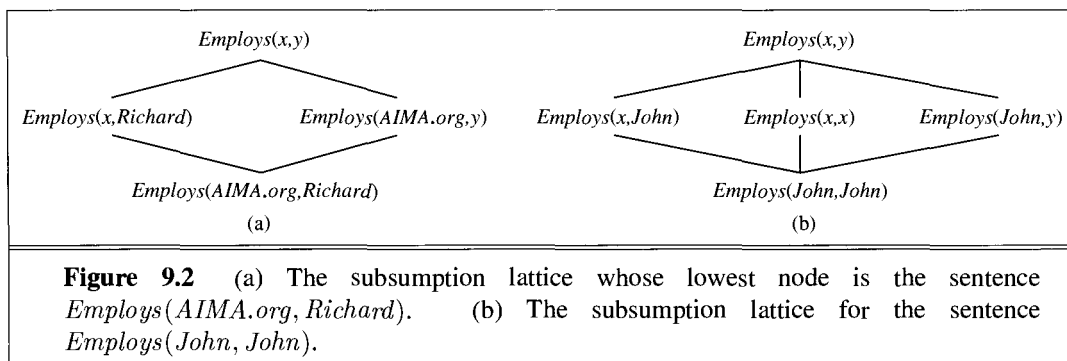 Employs(x,y)
Employs(x,Richard) Employs(AIMA.org,y)
Employs(AIMA.org,Richard)
(a)
Employs(x,y)
Employs(x,John) Employs(x,x) Employs(John,y)
Employs(John,John)
(b)
Figure 9.2 (a) The subsumption lattice whose lowest node is the sentence
Employs(AIMA.org, Richard). (b) The subsumption lattice for the sentence
Employs(John, John).